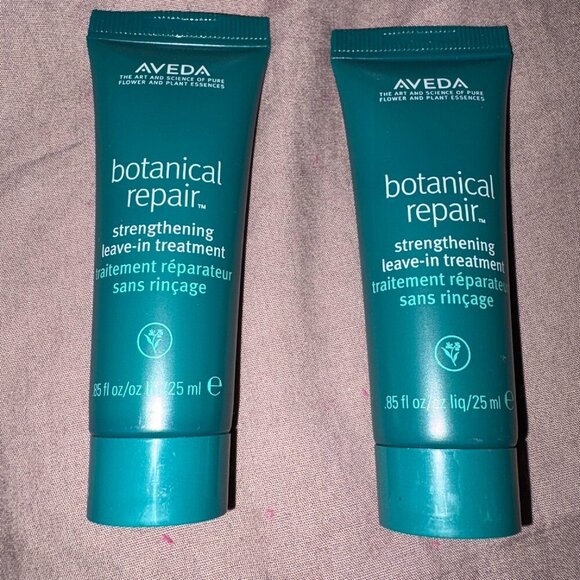 AVEDA
THE ART AND SCIENCE OF PURE
FLOWER AND PLANT ESSENCES
botanical
repair™
strengthening
leave-in treatment
traitement réparateur
sans rinçage
.85 fl oz/oz liq/25 ml ℮
AVEDA
THE ART AND SCIENCE OF PURE
FLOWER AND PLANT ESSENCES
botanical
repair™
strengthening
leave-in treatment
traitement réparateur
sans rinçage
.85 fl oz/oz liq/25 ml ℮